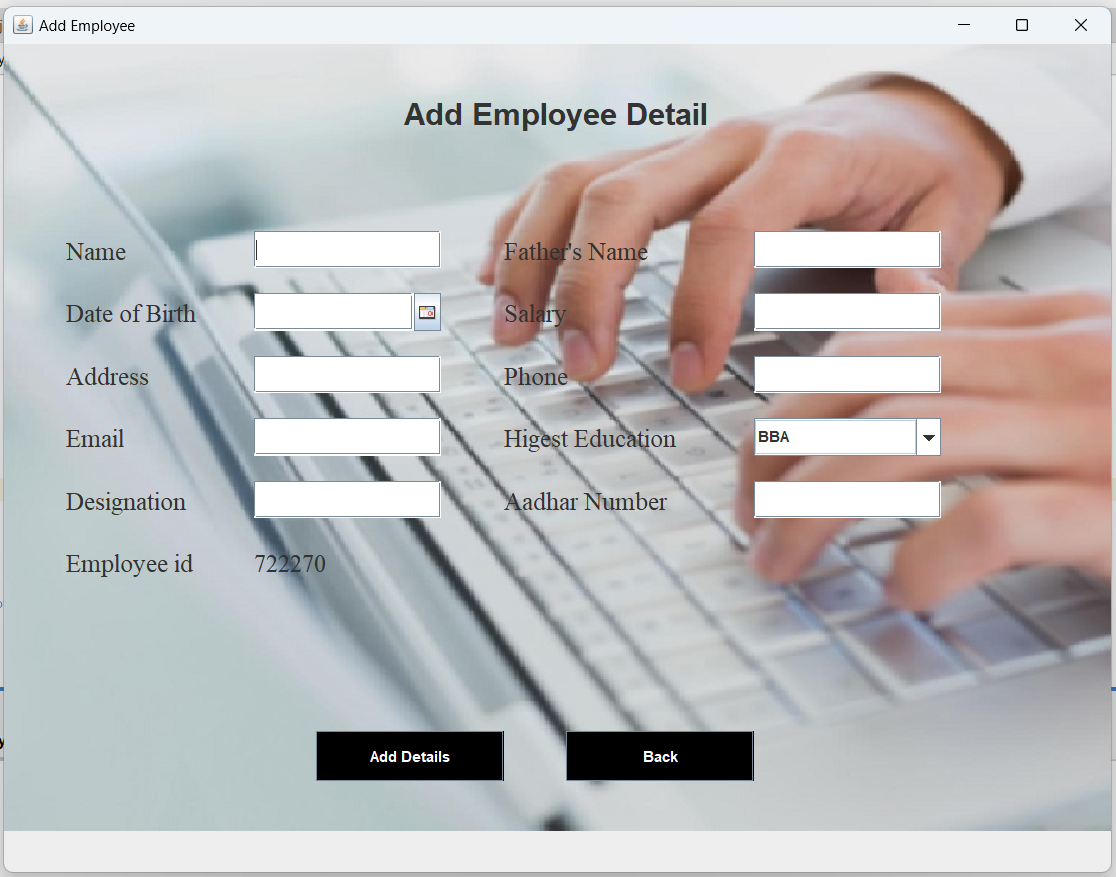 Add Employee
Add Employee Detail
Name
Father's Name
Date of Birth
Salary
Address
Phone
Email
Higest Education
BBA
Designation
Aadhar Number
Employee id
722270
Add Details
Back